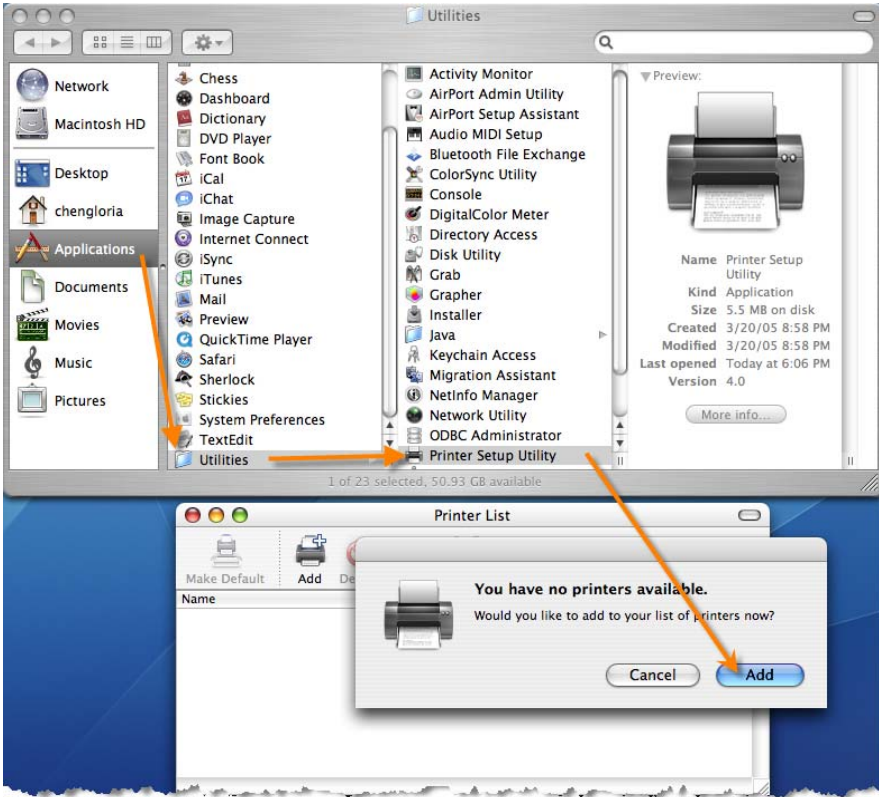 Utilities
Network
Macintosh HD
Desktop
chengloria
Applications
Documents
Movies
Music
Pictures
Chess
Dashboard
Dictionary
DVD Player
Font Book
iCal
iChat
Image Capture
Internet Connect
iSync
iTunes
Mail
Preview
QuickTime Player
Safari
Sherlock
Stickies
System Preferences
TextEdit
Utilities
Activity Monitor
AirPort Admin Utility
AirPort Setup Assistant
Audio MIDI Setup
Bluetooth File Exchange
ColorSync Utility
Console
DigitalColor Meter
Directory Access
Disk Utility
Grab
Grapher
Installer
Java
Keychain Access
Migration Assistant
NetInfo Manager
Network Utility
ODBC Administrator
Printer Setup Utility
Preview:
Name Printer Setup
Utility
Kind Application
Size 5.5 MB on disk
Created 3/20/05 8:58 PM
Modified 3/20/05 8:58 PM
Last opened Today at 6:06 PM
Version 4.0
More info...
1 of 23 selected, 50.93 GB available
Printer List
Make Default
Add
De
Name
You have no printers available.
Would you like to add to your list of printers now?
Cancel
Add